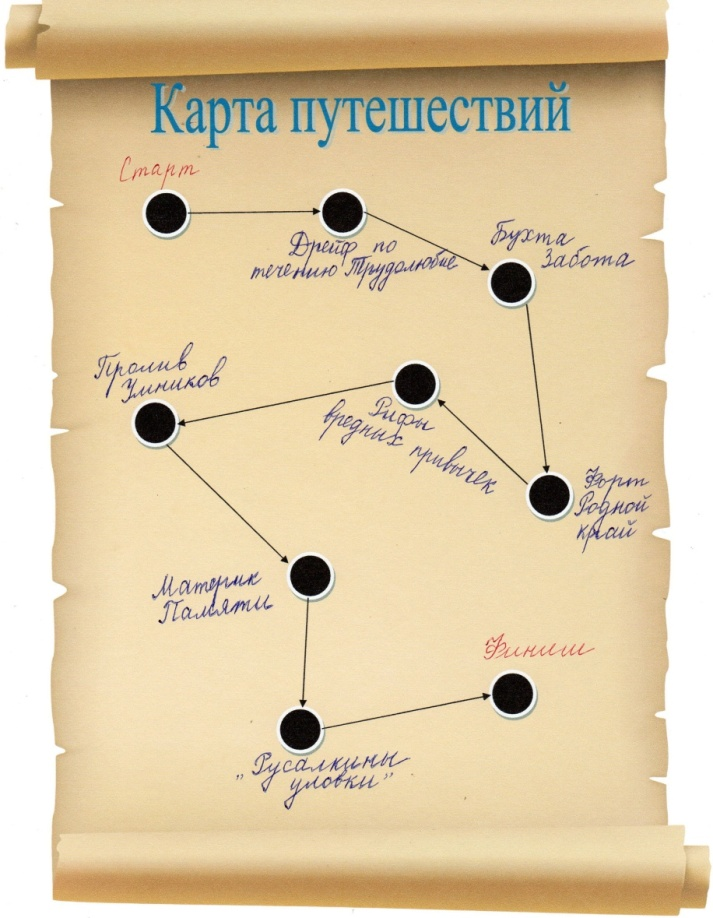 Карта путешествий
Старт
Дрейф по
течению Трудолюбие
Бухта
Забота
Форт
Родной
край
Рифы
вредных привычек
Пролив
Умников
Материк
Памяти
"Русалкины
уловки"
Финиш